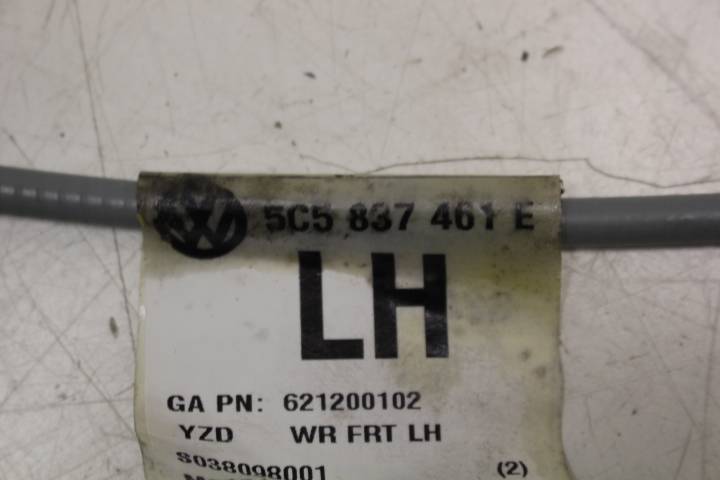 5C5 837 461 E
LH
GA PN: 621200102
YZD WR FRT LH
S038098001
(2)